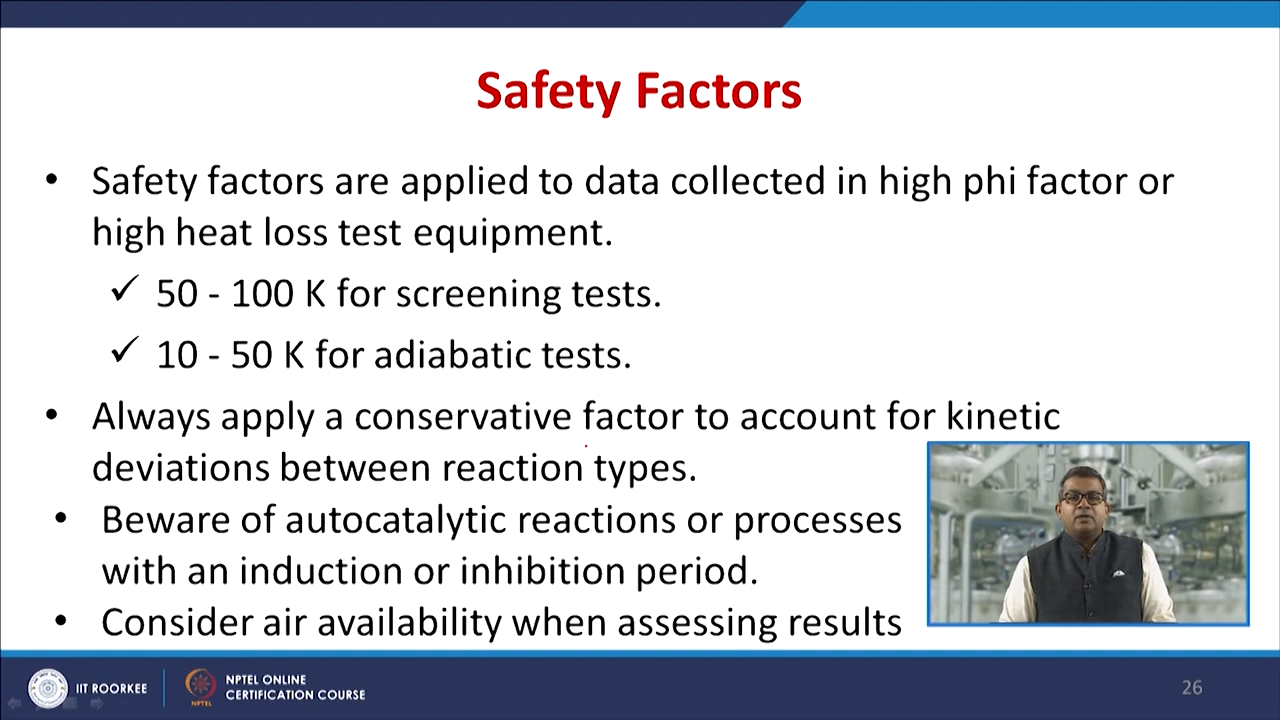 Safety Factors
• Safety factors are applied to data collected in high phi factor or
high heat loss test equipment.
✓ 50 - 100 K for screening tests.
✓ 10 - 50 K for adiabatic tests.
• Always apply a conservative factor to account for kinetic
deviations between reaction types.
• Beware of autocatalytic reactions or processes
with an induction or inhibition period.
• Consider air availability when assessing results
IIT ROORKEE
NPTEL
NPTEL ONLINE
CERTIFICATION COURSE
26